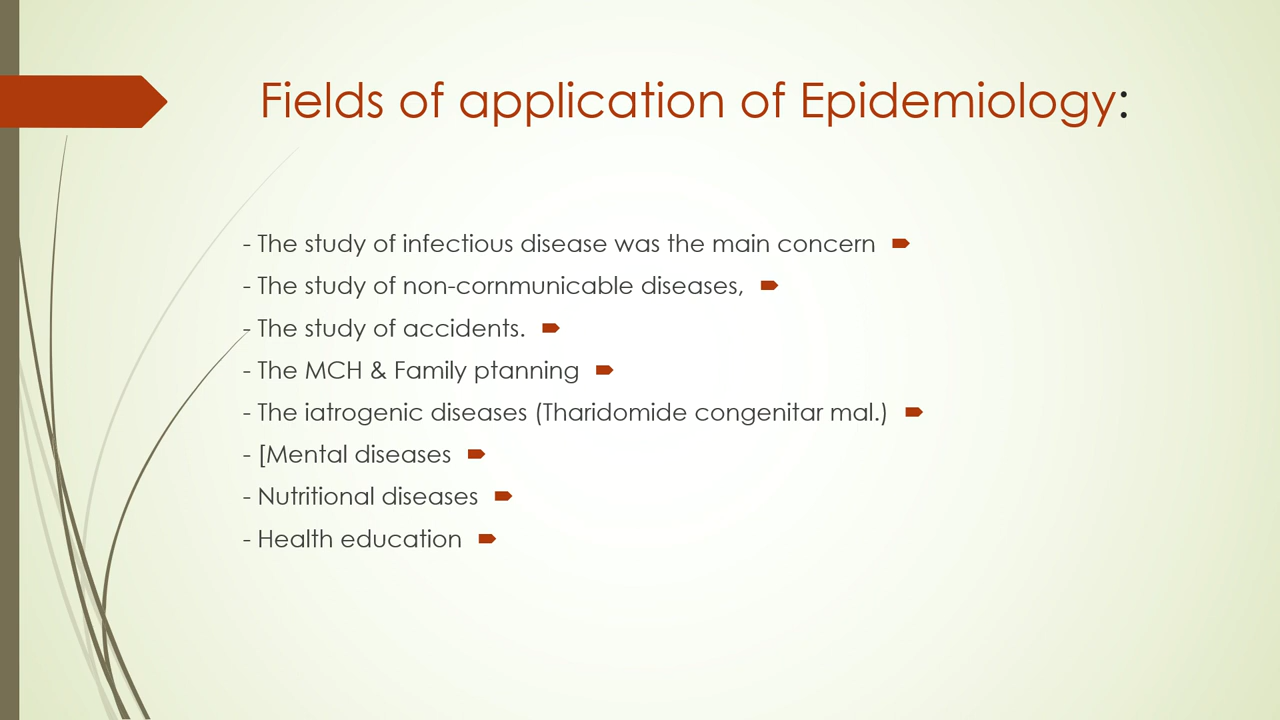 Fields of application of Epidemiology:
- The study of infectious disease was the main concern
- The study of non-cornmunicable diseases,
- The study of accidents.
- The MCH & Family ptanning
- The iatrogenic diseases (Tharidomide congenitar mal.)
- [Mental diseases
- Nutritional diseases
- Health education